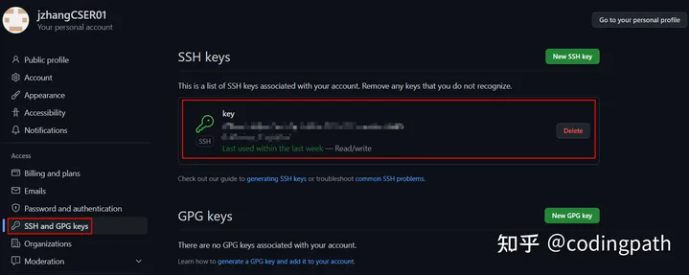 jzhangCSER01
Your personal account
Go to your personal profile
Public profile
Account
Appearance
Accessibility
Notifications
Access
Billing and plans
Emails
Password and authentication
SSH and GPG keys
Organizations
Moderation
SSH keys
New SSH key
This is a list of SSH keys associated with your account. Remove any keys that you do not recognize.
key
SSH
Last used within the last week — Read/write
Delete
Check out our guide to generating SSH keys or troubleshoot common SSH problems.
GPG keys
New GPG key
There are no GPG keys associated with your account.
Learn how to generate a GPG key and add it to your account.
知乎 @codingpath